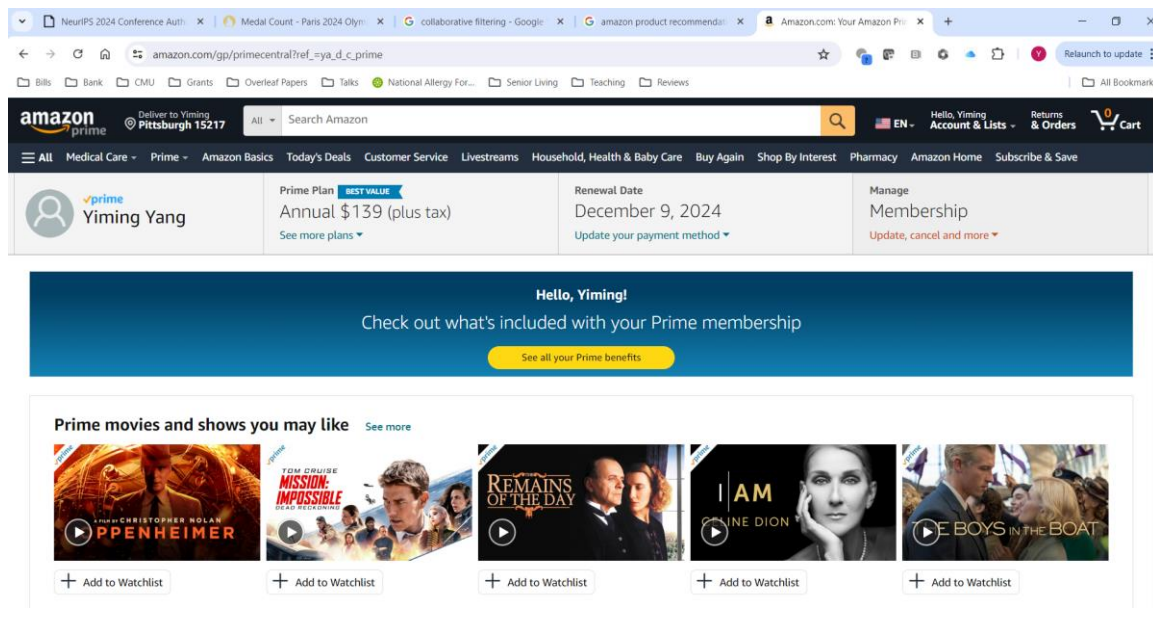 NeurIPS 2024 Conference Auth
Medal Count - Paris 2024 Olym
collaborative filtering - Google
amazon product recommendat
Amazon.com: Your Amazon Pri
amazon.com/gp/primecentral?ref_=ya_d_c_prime
Relaunch to update
Bills Bank CMU Grants Overleaf Papers Talks National Allergy For... Senior Living Teaching Reviews All Bookmark
amazon prime
Deliver to Yiming
Pittsburgh 15217
All Search Amazon
EN
Hello, Yiming
Account & Lists
Returns
& Orders
0
Cart
All Medical Care Prime Amazon Basics Today's Deals Customer Service Livestreams Household, Health & Baby Care Buy Again Shop By Interest Pharmacy Amazon Home Subscribe & Save
prime
Yiming Yang
Prime Plan BEST VALUE
Annual $139 (plus tax)
See more plans
Renewal Date
December 9, 2024
Update your payment method
Manage
Membership
Update, cancel and more
Hello, Yiming!
Check out what's included with your Prime membership
See all your Prime benefits
Prime movies and shows you may like See more
prime
A FILM BY CHRISTOPHER NOLAN
OPPENHEIMER
prime
TOM CRUISE
MISSION:
IMPOSSIBLE
DEAD RECKONING
prime
REMAINS
OF THE DAY
prime
I AM
CELINE DION
prime
THE BOYS IN THE BOAT
Add to Watchlist Add to Watchlist Add to Watchlist Add to Watchlist Add to Watchlist